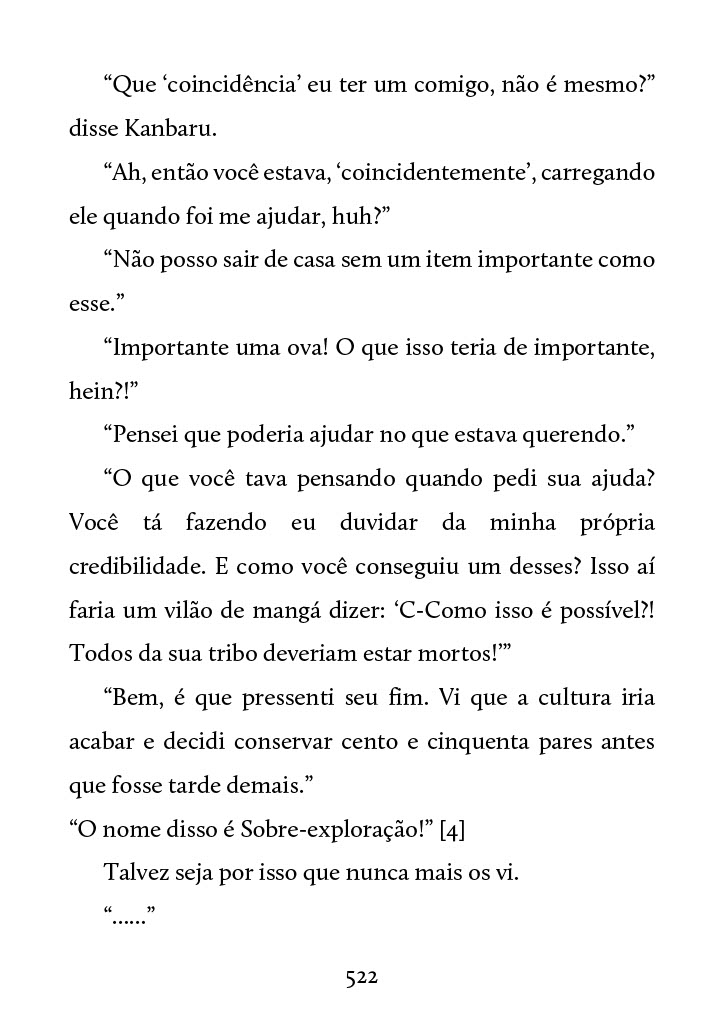 “Que ‘coincidência’ eu ter um comigo, não é mesmo?”
disse Kanbaru.
“Ah, então você estava, ‘coincidentemente’, carregando
ele quando foi me ajudar, huh?”
“Não posso sair de casa sem um item importante como
esse.”
“Importante uma ova! O que isso teria de importante,
hein?!”
“Pensei que poderia ajudar no que estava querendo.”
“O que você tava pensando quando pedi sua ajuda?
Você tá fazendo eu duvidar da minha própria
credibilidade. E como você conseguiu um desses? Isso aí
faria um vilão de mangá dizer: ‘C-Como isso é possível?!
Todos da sua tribo deveriam estar mortos!’”
“Bem, é que pressenti seu fim. Vi que a cultura iria
acabar e decidi conservar cento e cinquenta pares antes
que fosse tarde demais.”
“O nome disso é Sobre-exploração!” [4]
Talvez seja por isso que nunca mais os vi.
“......”
522